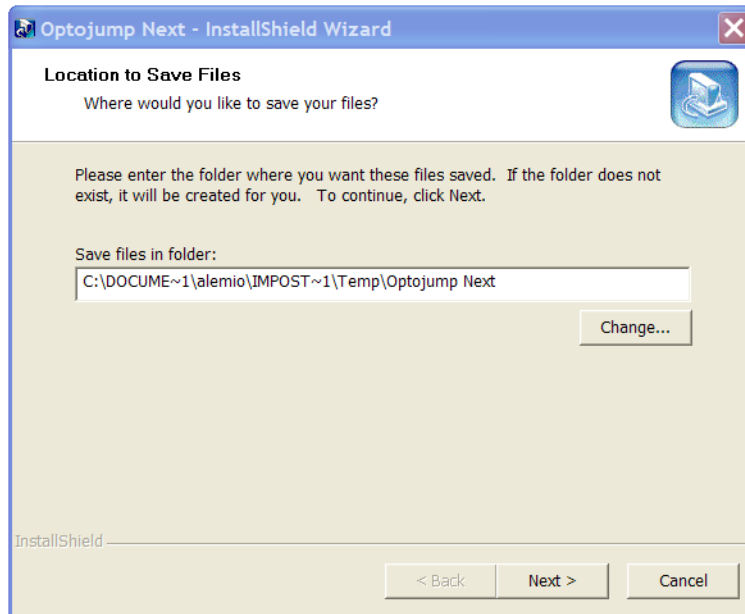 Optojump Next - InstallShield Wizard
Location to Save Files
Where would you like to save your files?
Please enter the folder where you want these files saved. If the folder does not
exist, it will be created for you. To continue, click Next.
Save files in folder:
C:\DOCUME~1\alemio\IMPOST~1\Temp\Optojump Next
Change...
InstallShield
< Back
Next >
Cancel